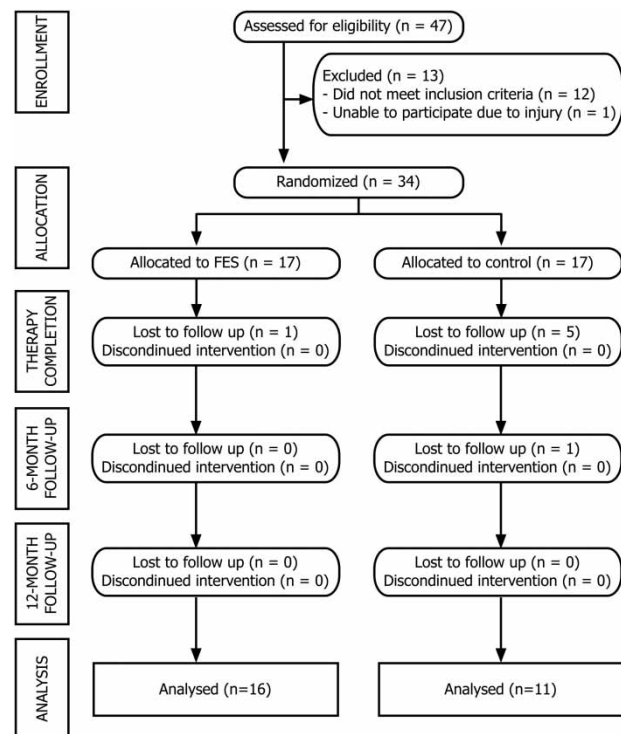 ENROLLMENT
Assessed for eligibility (n = 47)
Excluded (n = 13)
- Did not meet inclusion criteria (n = 12)
- Unable to participate due to injury (n = 1)
ALLOCATION
Randomized (n = 34)
Allocated to FES (n = 17)
Allocated to control (n = 17)
THERAPY
COMPLETION
Lost to follow up (n = 1)
Discondinued intervention (n = 0)
Lost to follow up (n = 5)
Discondinued intervention (n = 0)
6-MONTH
FOLLOW-UP
Lost to follow up (n = 0)
Discondinued intervention (n = 0)
Lost to follow up (n = 1)
Discondinued intervention (n = 0)
12-MONTH
FOLLOW-UP
Lost to follow up (n = 0)
Discondinued intervention (n = 0)
Lost to follow up (n = 0)
Discondinued intervention (n = 0)
ANALYSIS
Analysed (n=16)
Analysed (n=11)